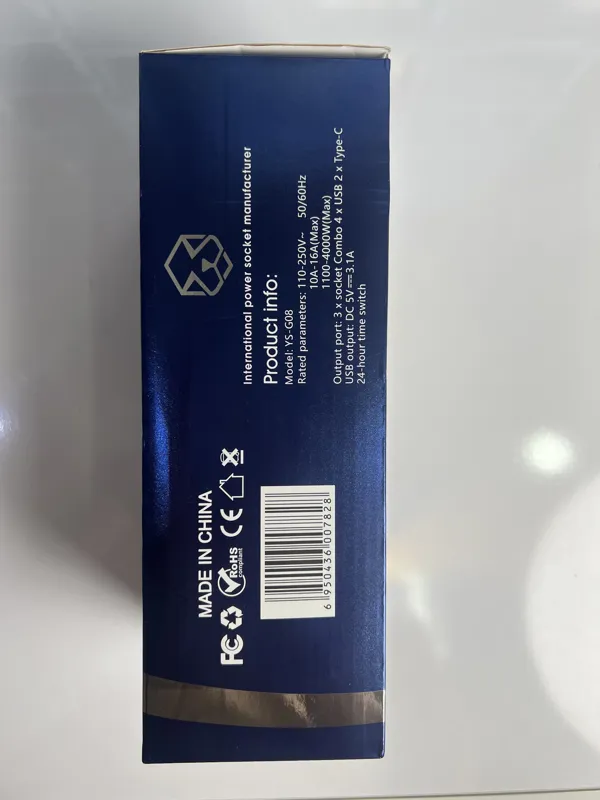 International power socket manufacturer
Product info:
Model: YS-G08
Rated parameters: 110-250V~ 50/60Hz
10A-16A(Max)
1100-4000W(Max)
Output port: 3 x socket Combo 4 x USB 2 x Type-C
USB output: DC 5V⎓3.1A
24-hour time switch
MADE IN CHINA
FC RoHS CE
compliant
6 950436 007828